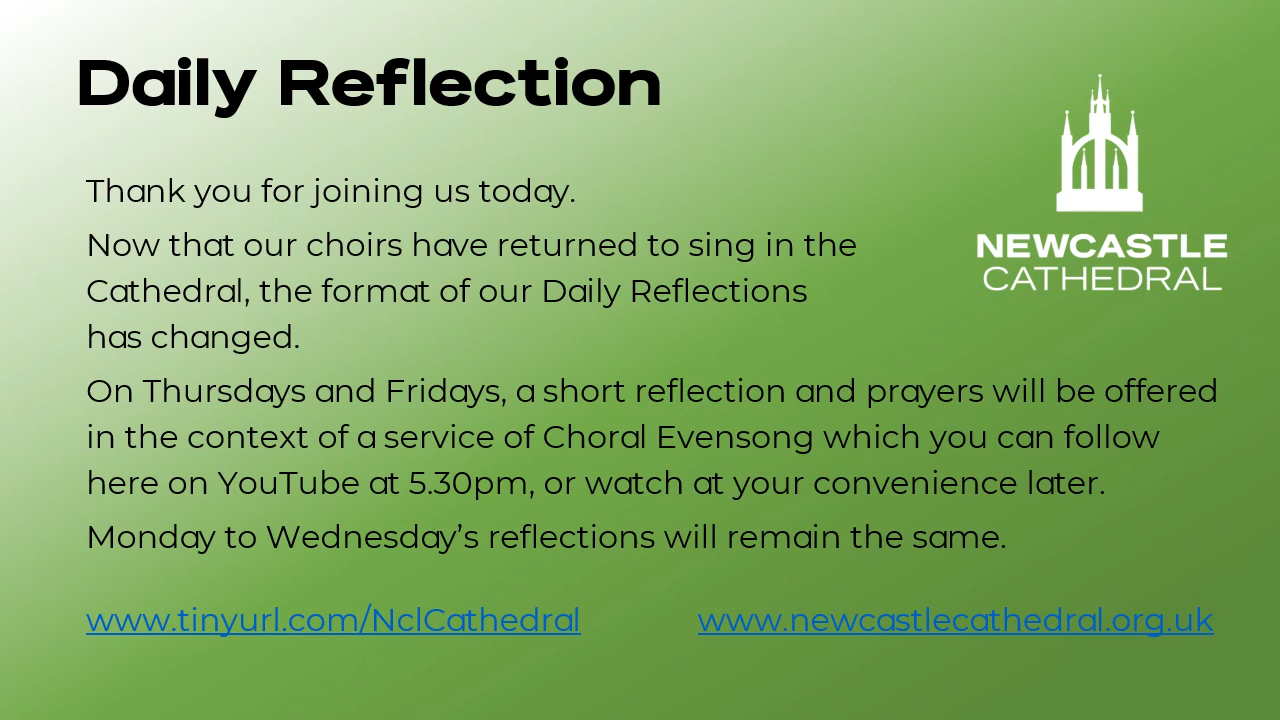 Daily Reflection
Thank you for joining us today.
Now that our choirs have returned to sing in the
Cathedral, the format of our Daily Reflections
has changed.
NEWCASTLE
CATHEDRAL
On Thursdays and Fridays, a short reflection and prayers will be offered
in the context of a service of Choral Evensong which you can follow
here on YouTube at 5.30pm, or watch at your convenience later.
Monday to Wednesday’s reflections will remain the same.
www.tinyurl.com/NclCathedral
www.newcastlecathedral.org.uk